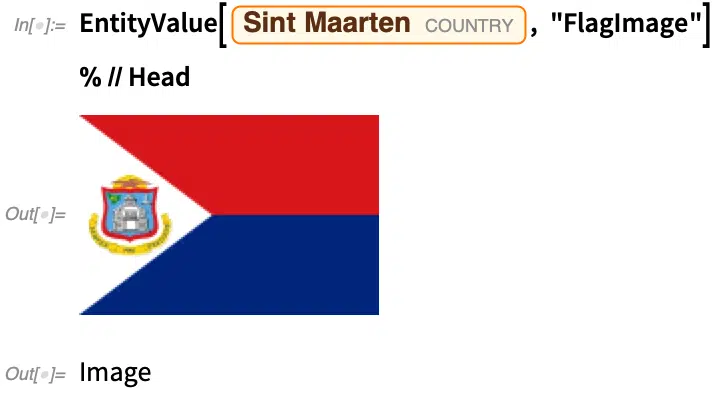 In[●]:= EntityValue[ Sint Maarten COUNTRY , "FlagImage"]
% // Head
Out[●]=
Out[●]= Image